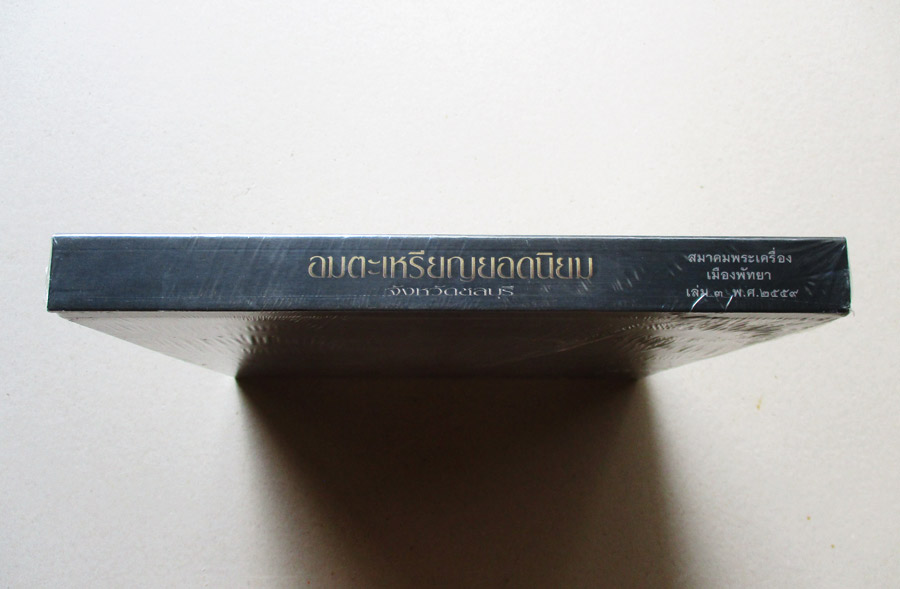 อมตะเหรียญยอดนิยม
จังหวัดชลบุรี
สมาคมพระเครื่อง
เมืองพัทยา
เล่ม ๓ พ.ศ.๒๕๕๙